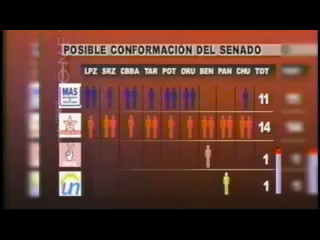 POSIBLE CONFORMACIÓN DEL SENADO
LPZ SRZ CBBA TAR POT ORU BEN PAN CHU TOT
MAS
11
14
1
un
1